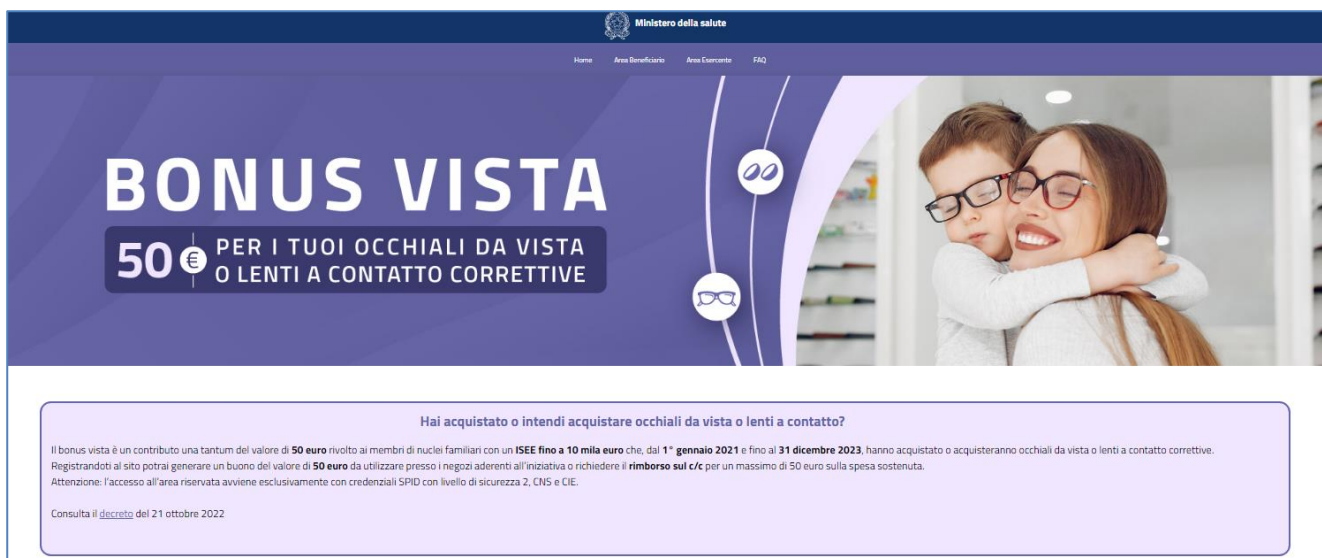 Ministero della salute
Home Area Beneficiario Area Esercente FAQ
BONUS VISTA
50 € PER I TUOI OCCHIALI DA VISTA
O LENTI A CONTATTO CORRETTIVE
Hai acquistato o intendi acquistare occhiali da vista o lenti a contatto?
Il bonus vista è un contributo una tantum del valore di 50 euro rivolto ai membri di nuclei familiari con un ISEE fino a 10 mila euro che, dal 1° gennaio 2021 e fino al 31 dicembre 2023, hanno acquistato o acquisteranno occhiali da vista o lenti a contatto correttive.
Registrandoti al sito potrai generare un buono del valore di 50 euro da utilizzare presso i negozi aderenti all'iniziativa o richiedere il rimborso sul c/c per un massimo di 50 euro sulla spesa sostenuta.
Attenzione: l'accesso all'area riservata avviene esclusivamente con credenziali SPID con livello di sicurezza 2, CNS e CIE.
Consulta il decreto del 21 ottobre 2022